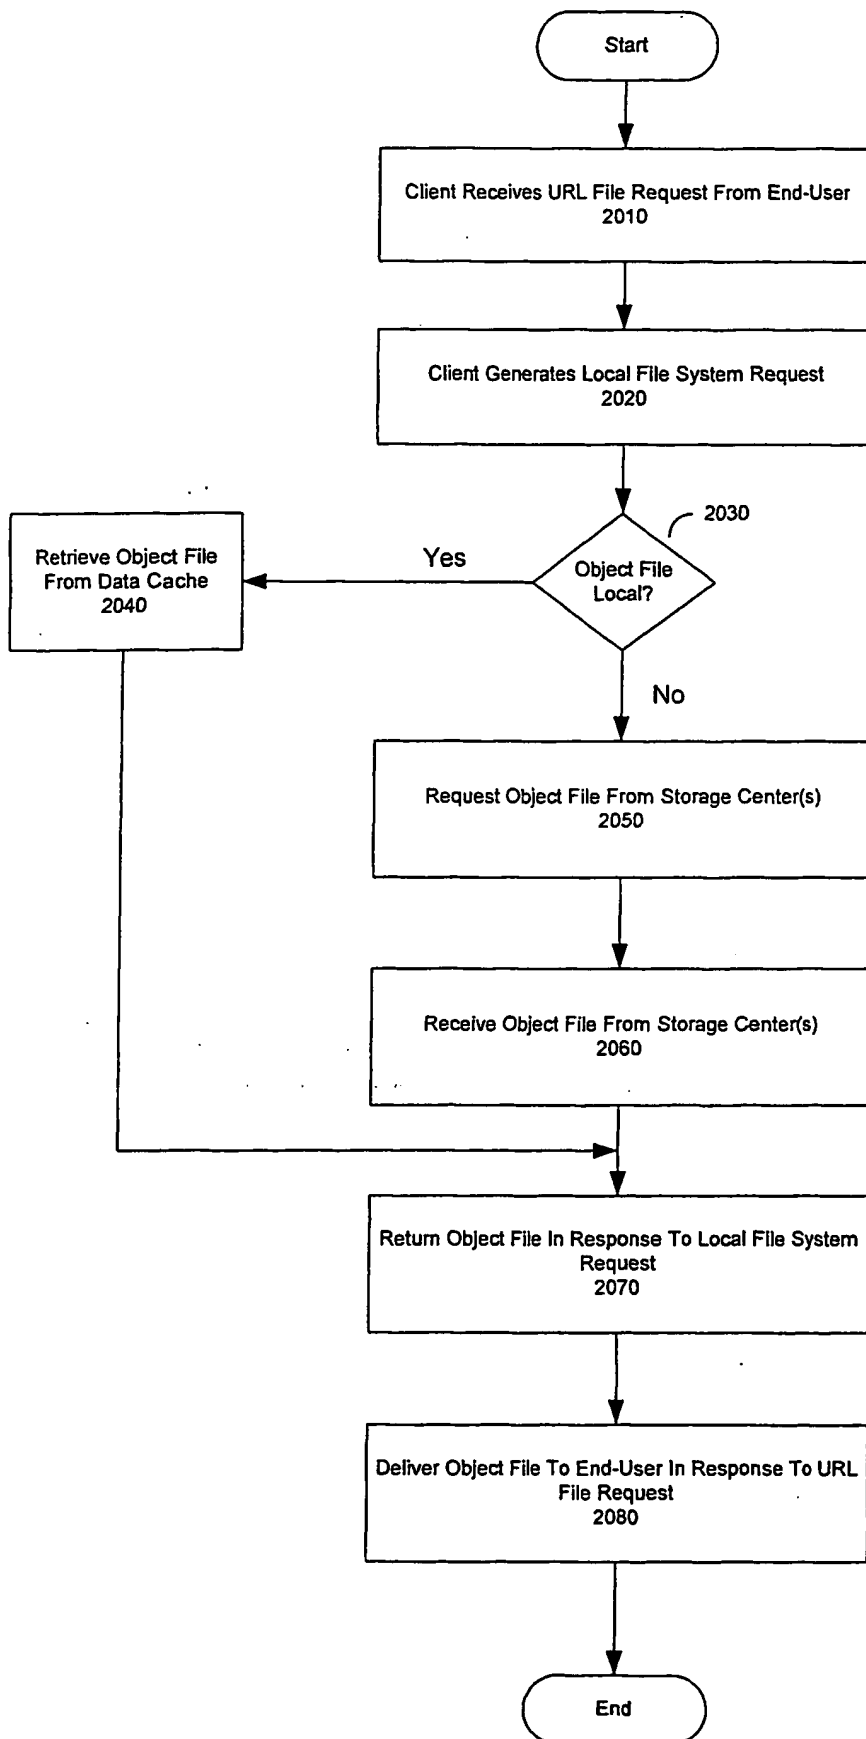 Start
Client Receives URL File Request From End-User
2010
Client Generates Local File System Request
2020
2030
Object File
Local?
Yes
Retrieve Object File
From Data Cache
2040
No
Request Object File From Storage Center(s)
2050
Receive Object File From Storage Center(s)
2060
Return Object File In Response To Local File System
Request
2070
Deliver Object File To End-User In Response To URL
File Request
2080
End